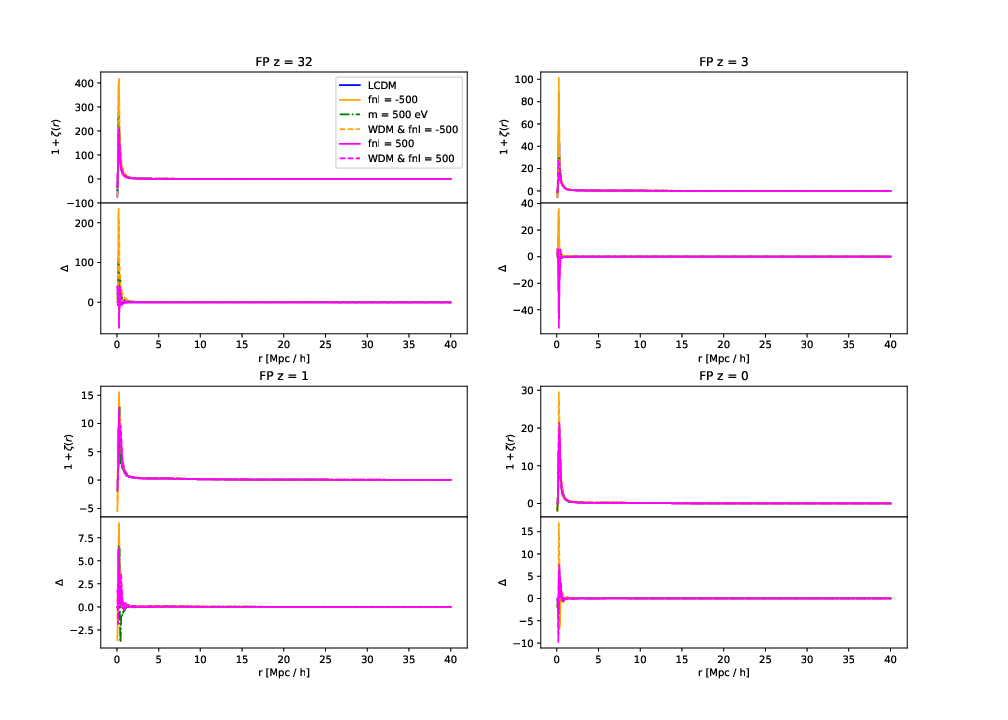 FP z = 32
400
300
200
100
0
−100
1 + ζ(r)
LCDM
fnl = -500
m = 500 eV
WDM & fnl = -500
fnl = 500
WDM & fnl = 500
200
100
0
Δ
0 5 10 15 20 25 30 35 40
r [Mpc / h]
FP z = 3
100
80
60
40
20
0
1 + ζ(r)
40
20
0
−20
−40
Δ
0 5 10 15 20 25 30 35 40
r [Mpc / h]
FP z = 1
15
10
5
0
−5
1 + ζ(r)
7.5
5.0
2.5
0.0
−2.5
Δ
0 5 10 15 20 25 30 35 40
r [Mpc / h]
FP z = 0
30
20
10
0
1 + ζ(r)
15
10
5
0
−5
−10
Δ
0 5 10 15 20 25 30 35 40
r [Mpc / h]